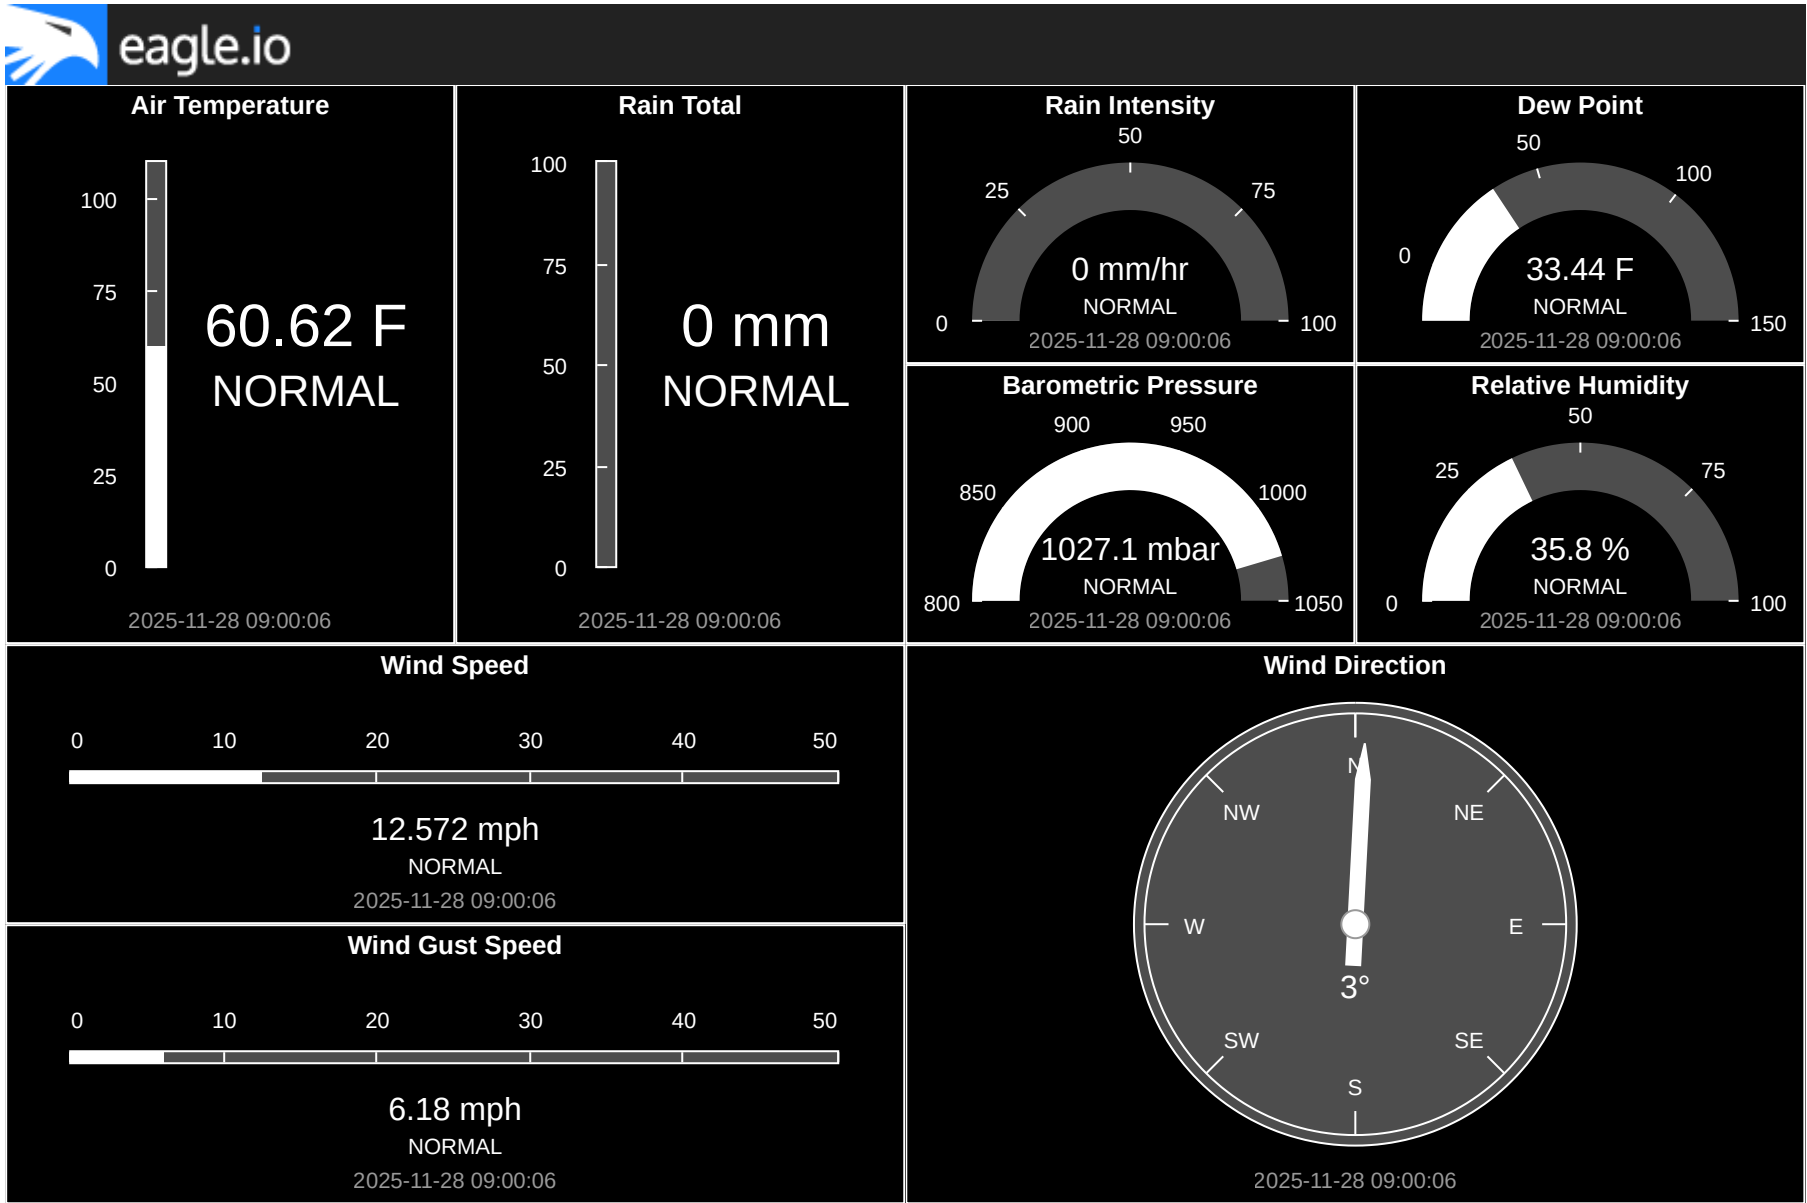 eagle.io
Air Temperature
100
75
50
25
0
60.62 F
NORMAL
2025-11-28 09:00:06
Rain Total
100
75
50
25
0
0 mm
NORMAL
2025-11-28 09:00:06
Rain Intensity
0
25
50
75
100
0 mm/hr
NORMAL
2025-11-28 09:00:06
Dew Point
0
50
100
150
33.44 F
NORMAL
2025-11-28 09:00:06
Barometric Pressure
800
850
900
950
1000
1050
1027.1 mbar
NORMAL
2025-11-28 09:00:06
Relative Humidity
0
25
50
75
100
35.8 %
NORMAL
2025-11-28 09:00:06
Wind Speed
0 10 20 30 40 50
12.572 mph
NORMAL
2025-11-28 09:00:06
Wind Gust Speed
0 10 20 30 40 50
6.18 mph
NORMAL
2025-11-28 09:00:06
Wind Direction
N
NW NE
W E
3°
SW SE
S
2025-11-28 09:00:06